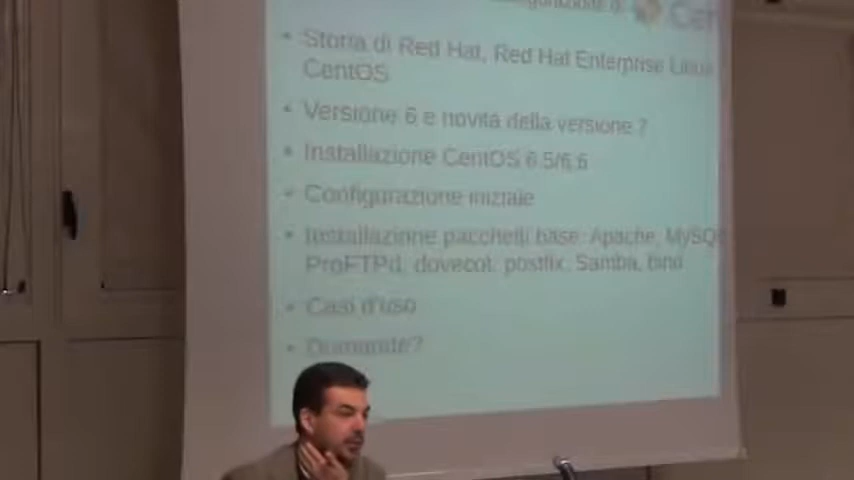 • Storia di Red Hat, Red Hat Enterprise Linux
CentOS
• Versione 6 e novità della versione 7
• Installazione CentOS 6.5/6.6
• Configurazione iniziale
• Installazione pacchetti base: Apache, MySQL
ProFTPd, dovecot, postfix, Samba, bind
• Casi d'uso
• Domande?